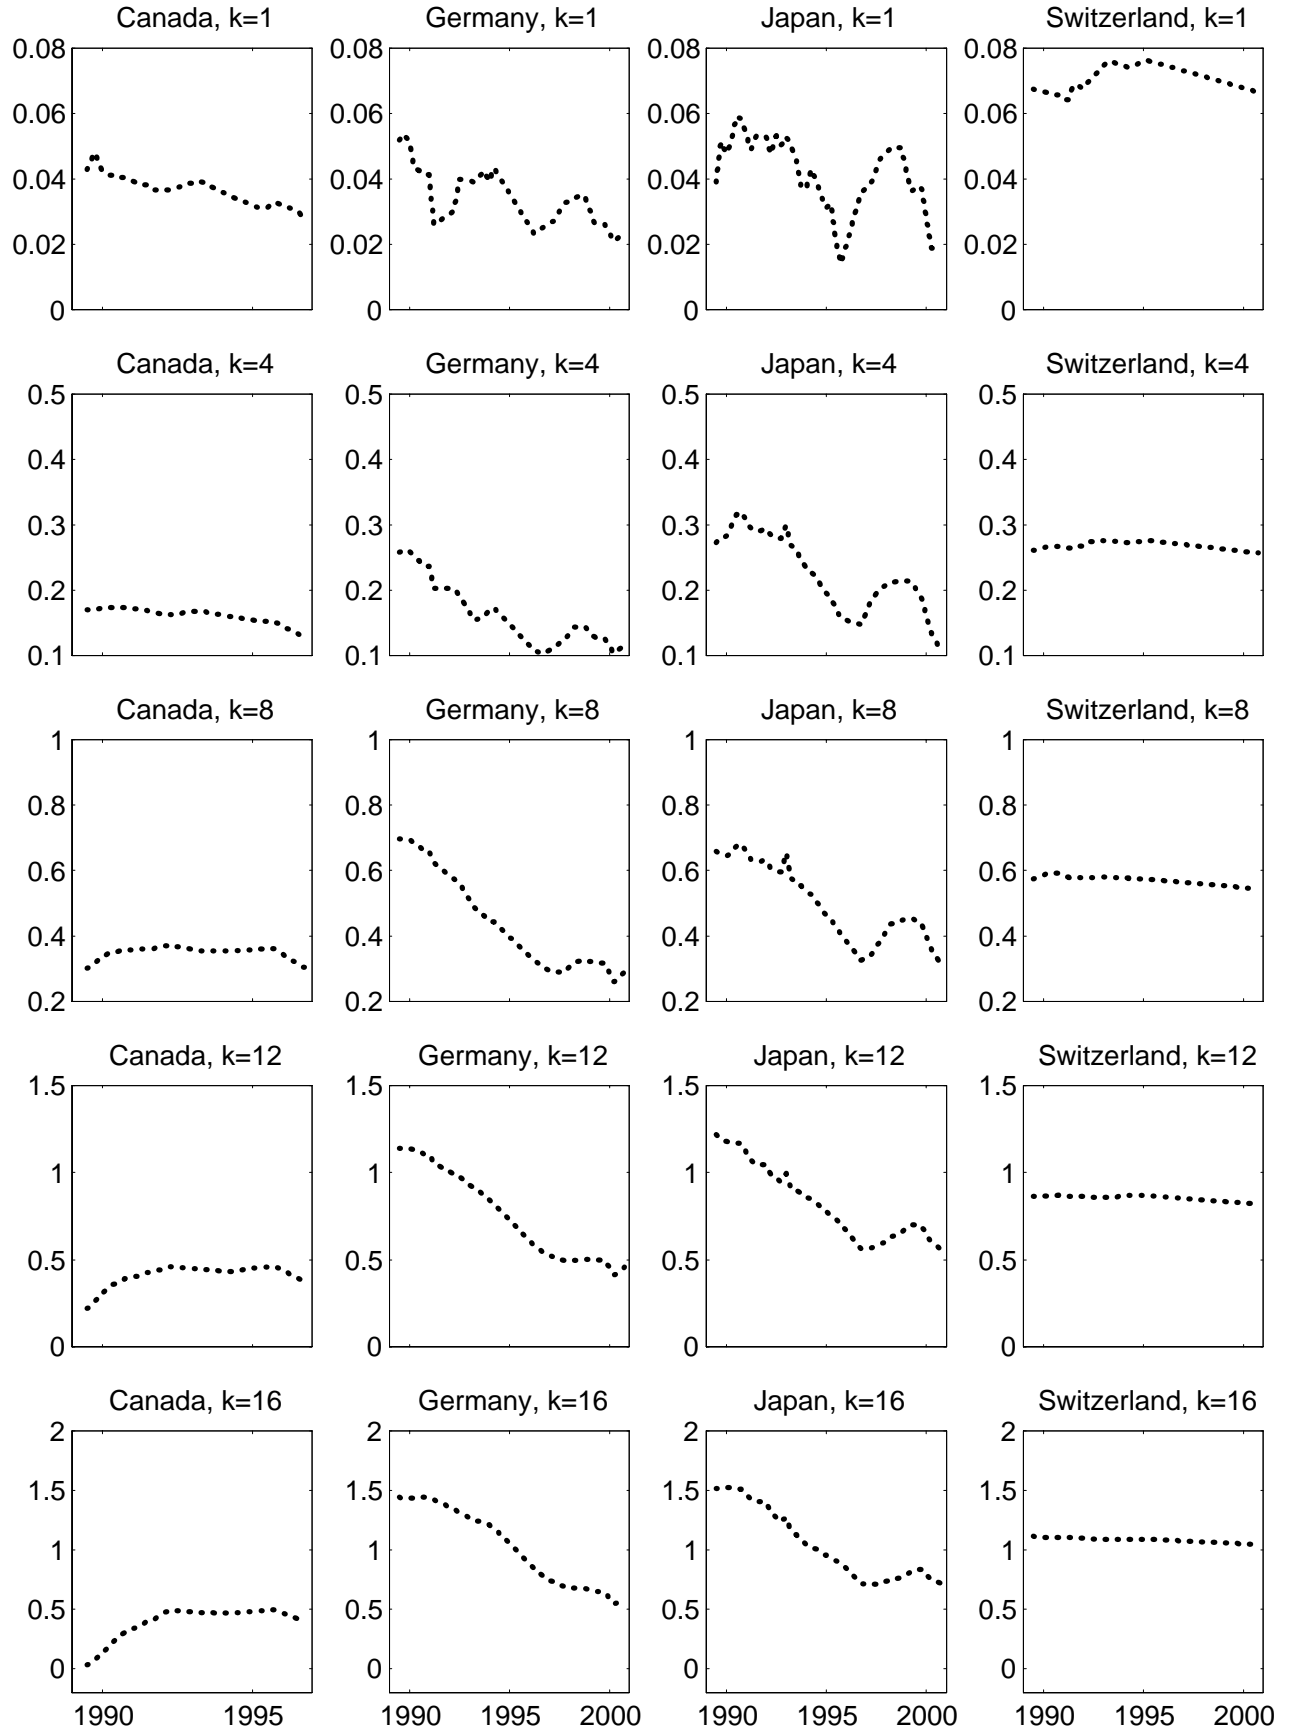 Canada, k=1 Germany, k=1 Japan, k=1 Switzerland, k=1
0.08 0.08 0.08 0.08
0.06 0.06 0.06 0.06
0.04 0.04 0.04 0.04
0.02 0.02 0.02 0.02
0 0 0 0
Canada, k=4 Germany, k=4 Japan, k=4 Switzerland, k=4
0.5 0.5 0.5 0.5
0.4 0.4 0.4 0.4
0.3 0.3 0.3 0.3
0.2 0.2 0.2 0.2
0.1 0.1 0.1 0.1
Canada, k=8 Germany, k=8 Japan, k=8 Switzerland, k=8
1 1 1 1
0.8 0.8 0.8 0.8
0.6 0.6 0.6 0.6
0.4 0.4 0.4 0.4
0.2 0.2 0.2 0.2
Canada, k=12 Germany, k=12 Japan, k=12 Switzerland, k=12
1.5 1.5 1.5 1.5
1 1 1 1
0.5 0.5 0.5 0.5
0 0 0 0
Canada, k=16 Germany, k=16 Japan, k=16 Switzerland, k=16
2 2 2 2
1.5 1.5 1.5 1.5
1 1 1 1
0.5 0.5 0.5 0.5
0 0 0 0
1990 1995 1990 1995 2000 1990 1995 2000 1990 1995 2000